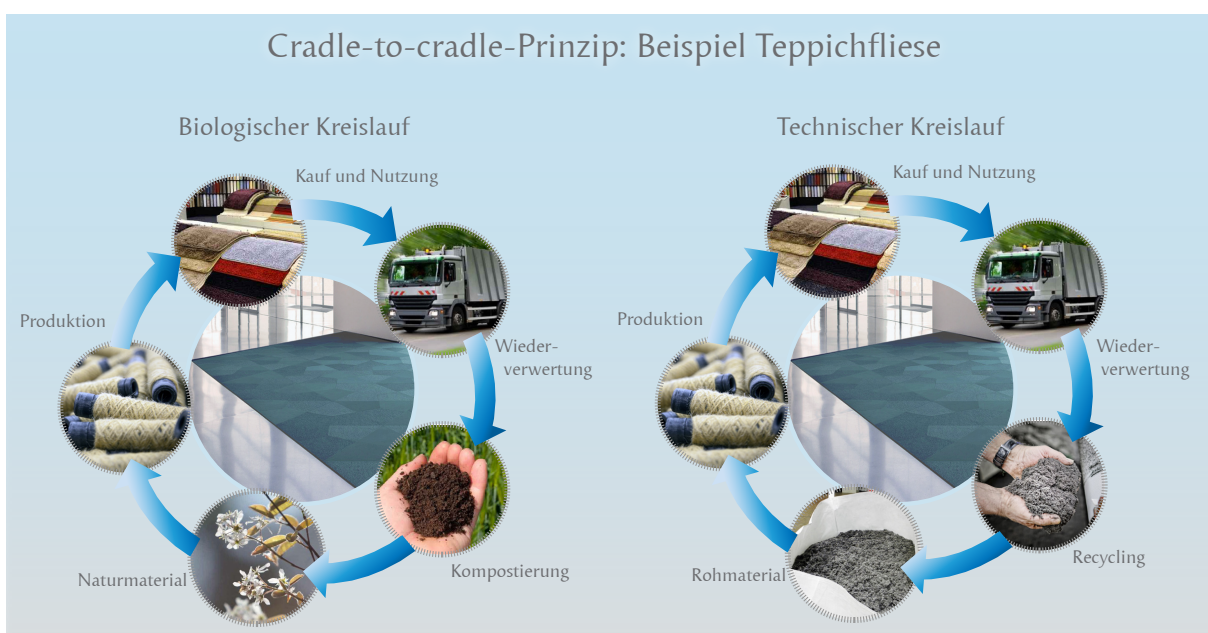 Cradle-to-cradle-Prinzip: Beispiel Teppichfliese
Biologischer Kreislauf
Kauf und Nutzung
Wieder-
verwertung
Kompostierung
Naturmaterial
Produktion
Technischer Kreislauf
Kauf und Nutzung
Wieder-
verwertung
Recycling
Rohmaterial
Produktion